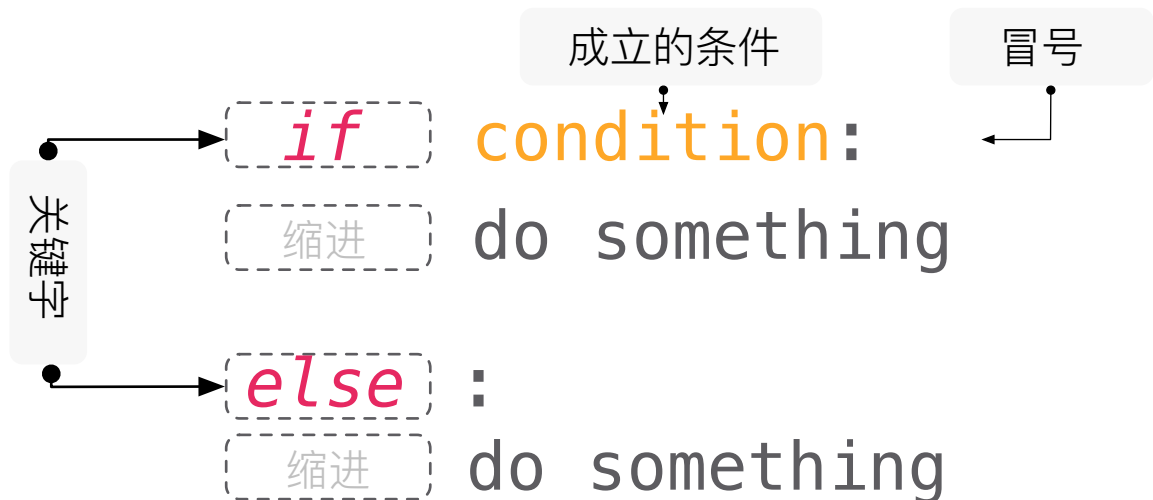 成立的条件 冒号
if condition:
关键字
缩进 do something
else :
缩进 do something